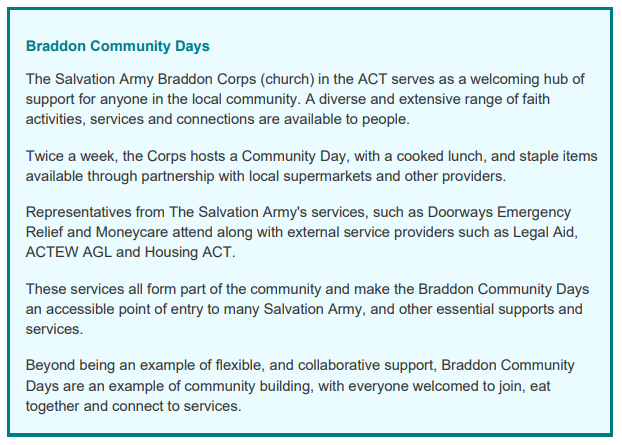 Braddon Community Days
The Salvation Army Braddon Corps (church) in the ACT serves as a welcoming hub of
support for anyone in the local community. A diverse and extensive range of faith
activities, services and connections are available to people.
Twice a week, the Corps hosts a Community Day, with a cooked lunch, and staple items
available through partnership with local supermarkets and other providers.
Representatives from The Salvation Army's services, such as Doorways Emergency
Relief and Moneycare attend along with external service providers such as Legal Aid,
ACTEW AGL and Housing ACT.
These services all form part of the community and make the Braddon Community Days
an accessible point of entry to many Salvation Army, and other essential supports and
services.
Beyond being an example of flexible, and collaborative support, Braddon Community
Days are an example of community building, with everyone welcomed to join, eat
together and connect to services.